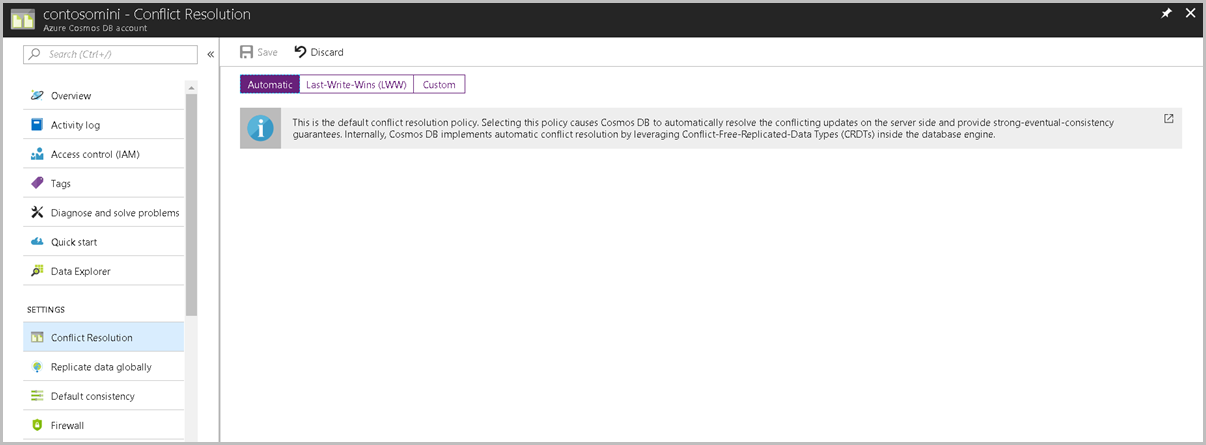 contosomini - Conflict Resolution
Azure Cosmos DB account
Search (Ctrl+/)
«
Overview
Activity log
Access control (IAM)
Tags
Diagnose and solve problems
Quick start
Data Explorer
SETTINGS
Conflict Resolution
Replicate data globally
Default consistency
Firewall
Save Discard
Automatic Last-Write-Wins (LWW) Custom
This is the default conflict resolution policy. Selecting this policy causes Cosmos DB to automatically resolve the conflicting updates on the server side and provide strong-eventual-consistency
guarantees. Internally, Cosmos DB implements automatic conflict resolution by leveraging Conflict-Free-Replicated-Data Types (CRDTs) inside the database engine.